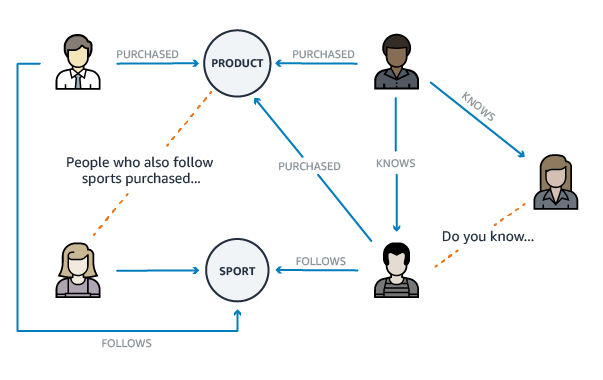 PURCHASED
PRODUCT
PURCHASED
KNOWS
People who also follow
sports purchased...
PURCHASED
KNOWS
Do you know...
SPORT
FOLLOWS
FOLLOWS